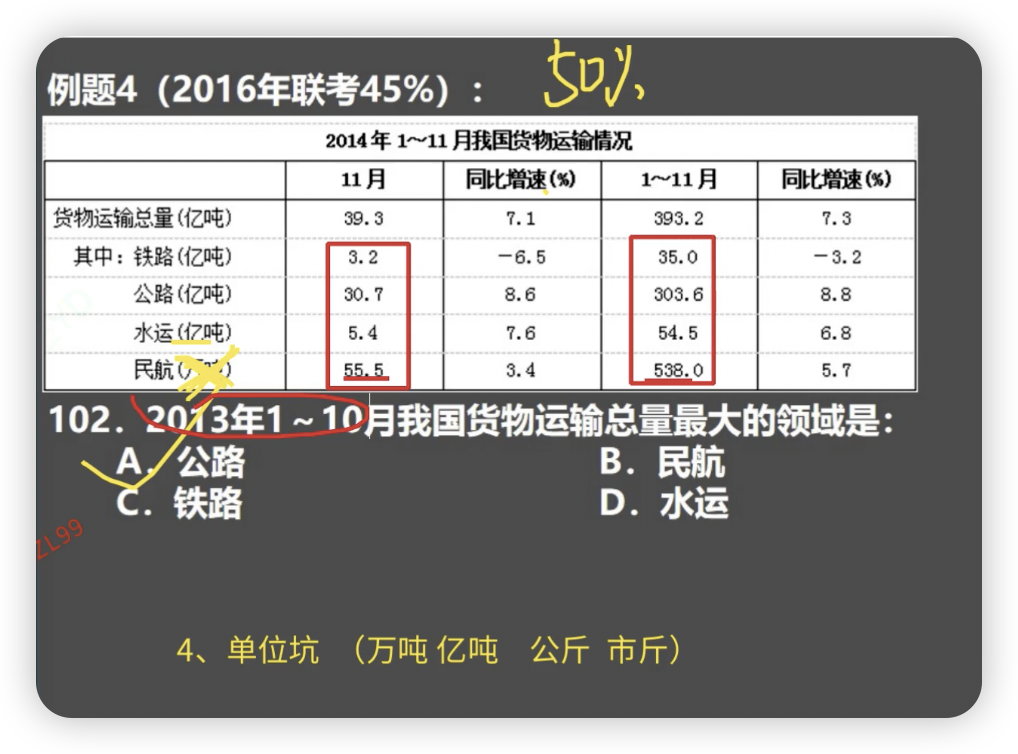 例题4（2016年联考45%）： 50%
2014年 1～11 月我国货物运输情况
11月 同比增速(%) 1～11月 同比增速(%)
货物运输总量(亿吨) 39.3 7.1 393.2 7.3
其中：铁路(亿吨) 3.2 －6.5 35.0 －3.2
公路(亿吨) 30.7 8.6 303.6 8.8
水运(亿吨) 5.4 7.6 54.5 6.8
民航( 吨) 55.5 3.4 538.0 5.7
102．2013年1～10月我国货物运输总量最大的领域是：
A．公路 B．民航
C．铁路 D．水运
ZL99
4、单位坑 （万吨 亿吨 公斤 市斤）